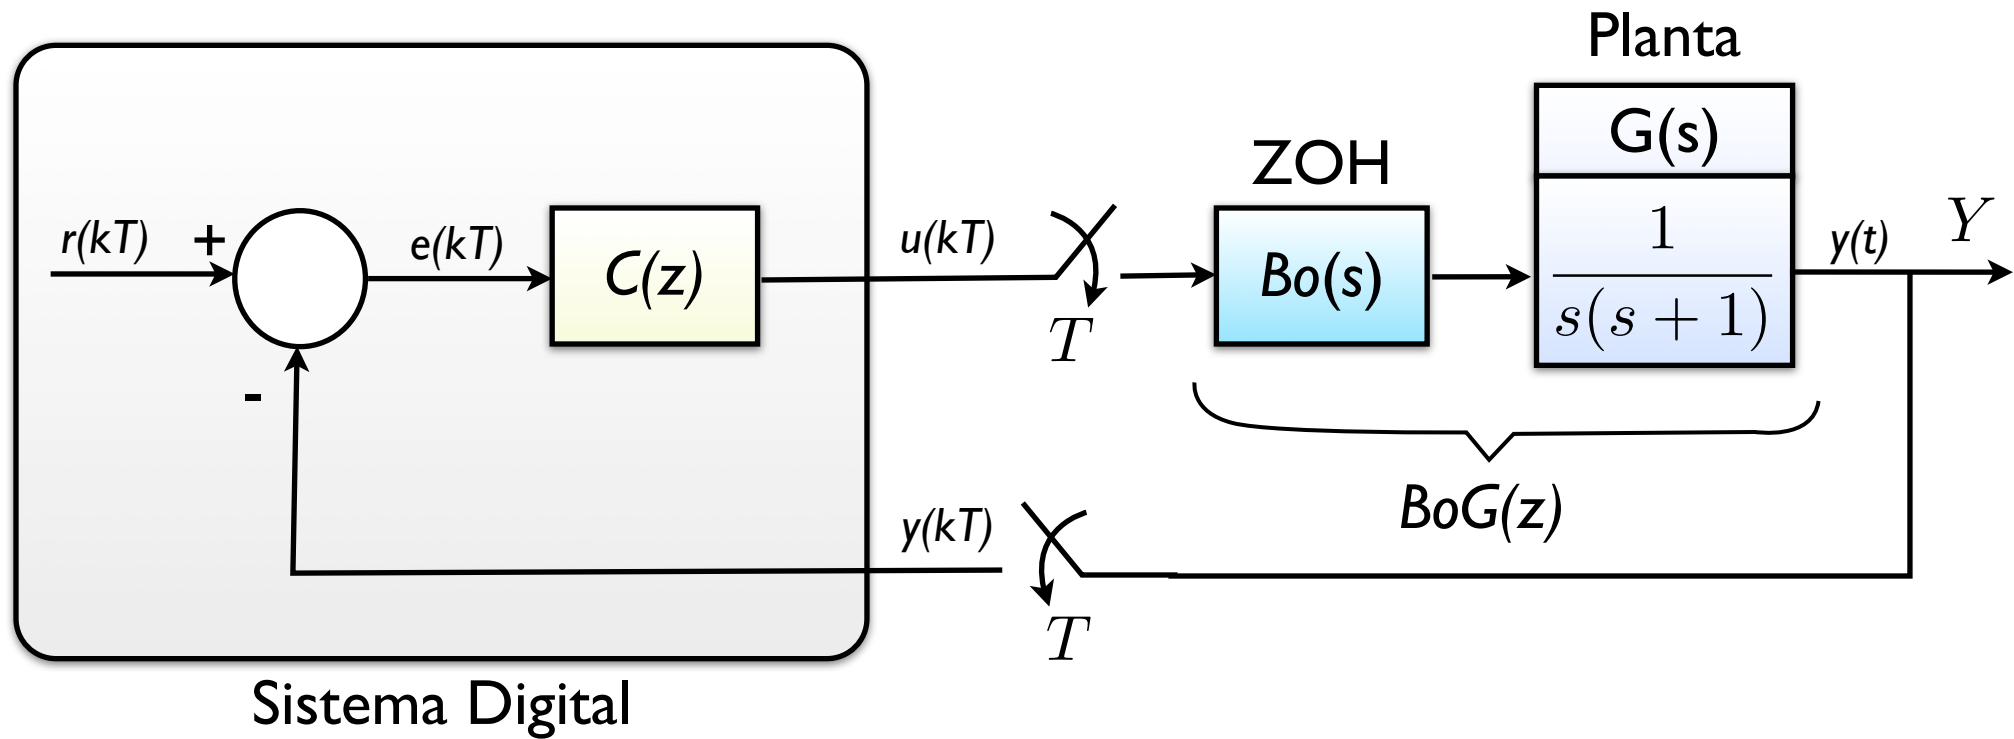 Planta
G(s)
ZOH
r(kT)
+
e(kT)
C(z)
u(kT)
Bo(s)
1
s(s + 1)
y(t)
Y
T
-
BoG(z)
y(kT)
T
Sistema Digital